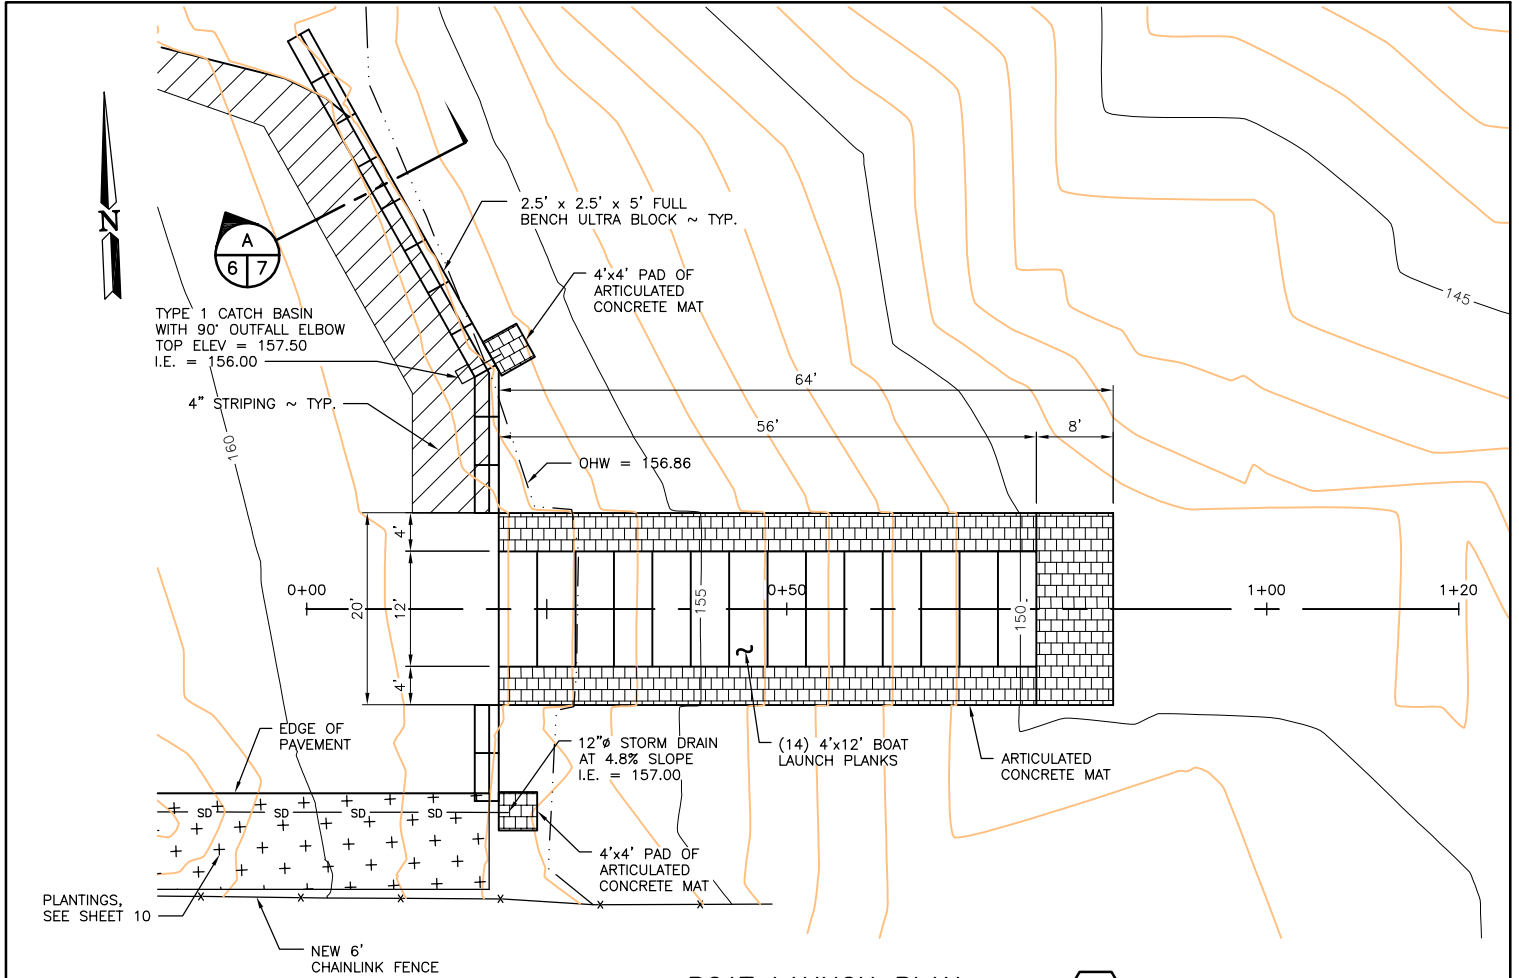 N
A
6 7
2.5' x 2.5' x 5' FULL
BENCH ULTRA BLOCK ~ TYP.
4'x4' PAD OF
ARTICULATED
CONCRETE MAT
145
TYPE 1 CATCH BASIN
WITH 90° OUTFALL ELBOW
TOP ELEV = 157.50
I.E. = 156.00
64'
4" STRIPING ~ TYP.
56'
8'
160
OHW = 156.86
4'
0+00
20'
12'
155
0+50
150
1+00
1+20
4'
EDGE OF
PAVEMENT
12"ø STORM DRAIN
AT 4.8% SLOPE
I.E. = 157.00
(14) 4'x12' BOAT
LAUNCH PLANKS
ARTICULATED
CONCRETE MAT
SD SD SD SD
4'x4' PAD OF
ARTICULATED
CONCRETE MAT
PLANTINGS,
SEE SHEET 10
NEW 6'
CHAINLINK FENCE
BOAT LAUNCH PLAN